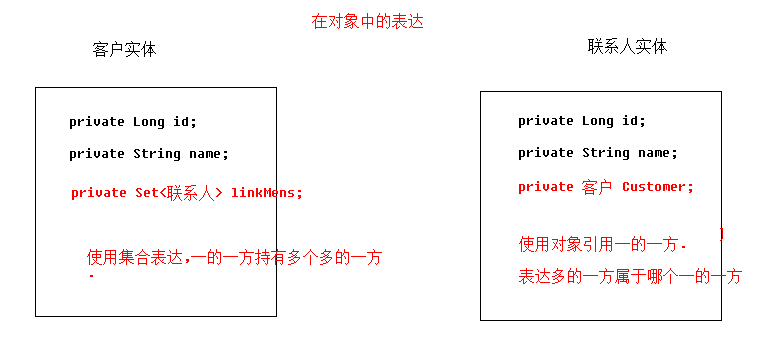 在对象中的表达
客户实体
private Long id;
private String name;
private Set<联系人> linkMens;
使用集合表达,一的一方持有多个多的一方
.
联系人实体
private Long id;
private String name;
private 客户 Customer;
使用对象引用一的一方.
表达多的一方属于哪个一的一方